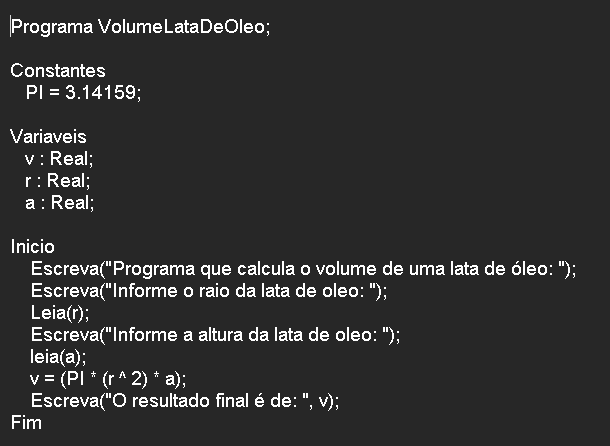 Programa VolumeLataDeOleo;
Constantes
PI = 3.14159;
Variaveis
v : Real;
r : Real;
a : Real;
Inicio
Escreva("Programa que calcula o volume de uma lata de óleo: ");
Escreva("Informe o raio da lata de oleo: ");
Leia(r);
Escreva("Informe a altura da lata de oleo: ");
leia(a);
v = (PI * (r ^ 2) * a);
Escreva("O resultado final é de: ", v);
Fim